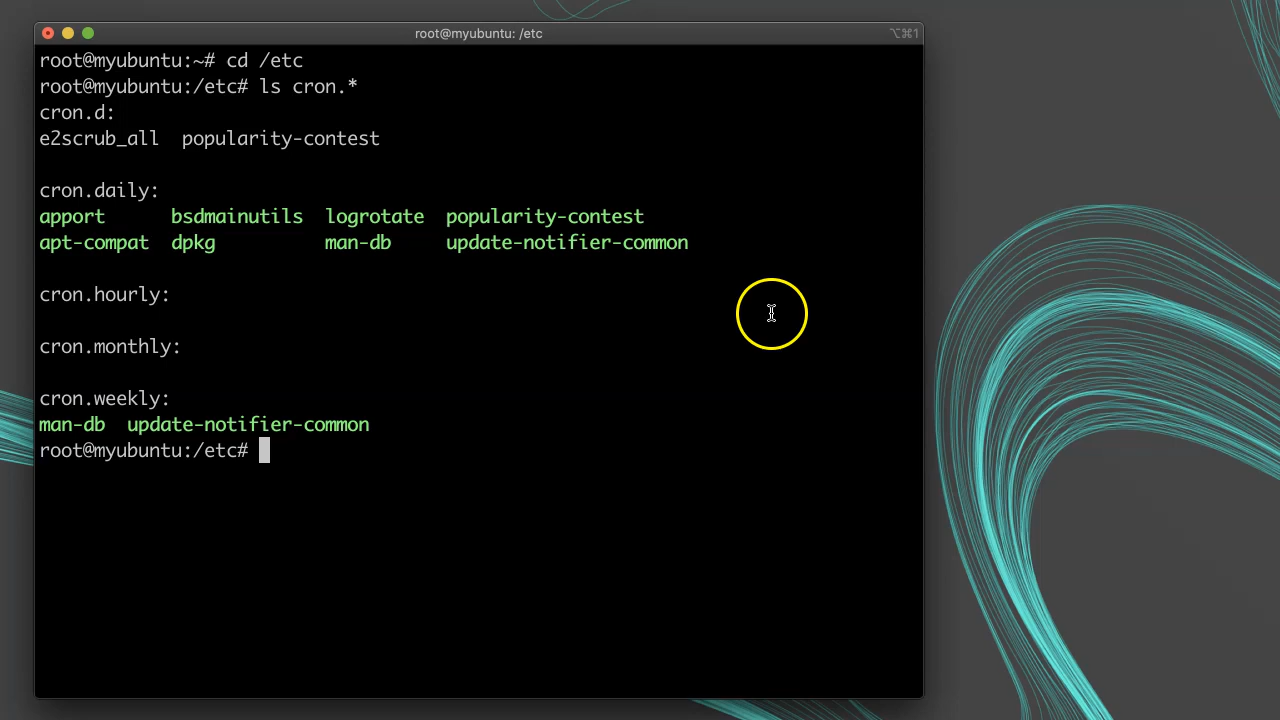 root@myubuntu: /etc
⌥⌘1
root@myubuntu:~# cd /etc
root@myubuntu:/etc# ls cron.*
cron.d:
e2scrub_all  popularity-contest
cron.daily:
apport      bsdmainutils  logrotate  popularity-contest
apt-compat  dpkg          man-db     update-notifier-common
cron.hourly:
cron.monthly:
cron.weekly:
man-db  update-notifier-common
root@myubuntu:/etc#